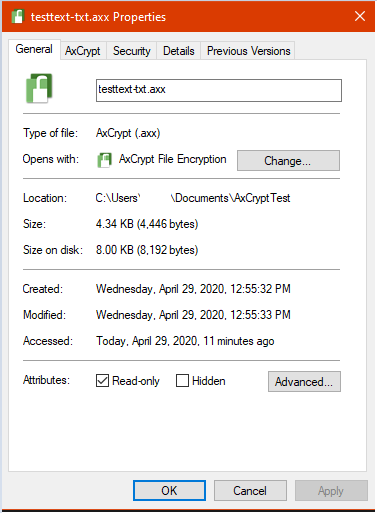 testtext-txt.axx Properties
General AxCrypt Security Details Previous Versions
testtext-txt.axx
Type of file: AxCrypt (.axx)
Opens with: AxCrypt File Encryption Change...
Location: C:\Users\ \Documents\AxCryptTest
Size: 4.34 KB (4,446 bytes)
Size on disk: 8.00 KB (8,192 bytes)
Created: Wednesday, April 29, 2020, 12:55:32 PM
Modified: Wednesday, April 29, 2020, 12:55:33 PM
Accessed: Today, April 29, 2020, 11 minutes ago
Attributes: Read-only Hidden Advanced...
OK Cancel Apply